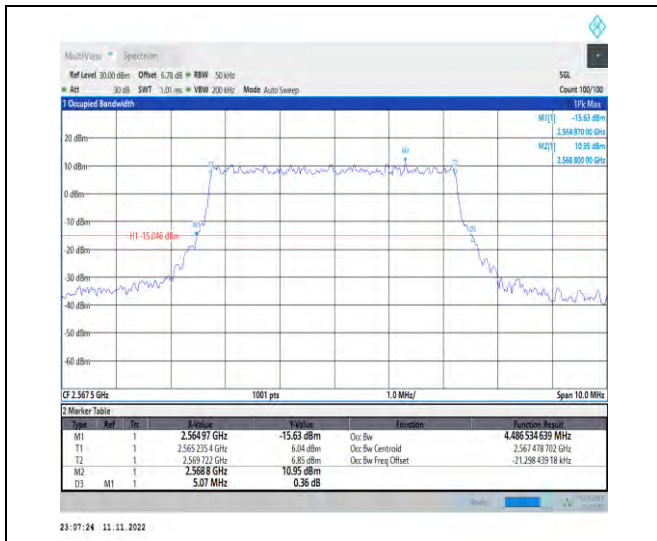 MultiView Spectrum
Ref Level 30.00 dBm Offset 6.78 dB RBW 50 kHz SGL
Att 30 dB SWT 1.01 ms VBW 200 kHz Mode Auto Sweep Count 100/100
1 Occupied Bandwidth 1Pk Max
M1[1] -15.63 dBm
2.564 970 00 GHz
20 dBm M2[1] 10.95 dBm
2.568 800 00 GHz
10 dBm
0 dBm
-10 dBm
M1
H1 -15.046 dBm
-20 dBm
-30 dBm
-40 dBm
-50 dBm
-60 dBm
CF 2.567 5 GHz 1001 pts 1.0 MHz/ Span 10.0 MHz
2 Marker Table
Type Ref Trc X-Value Y-Value Function Function Result
M1 1 2.564 97 GHz -15.63 dBm Occ Bw 4.486 534 639 MHz
T1 1 2.565 235 4 GHz 6.04 dBm Occ Bw Centroid 2.567 478 702 GHz
T2 1 2.569 722 GHz 6.85 dBm Occ Bw Freq Offset -21.298 439 18 kHz
M2 1 2.568 8 GHz 10.95 dBm
D3 M1 1 5.07 MHz 0.36 dB
23:07:24 11.11.2022